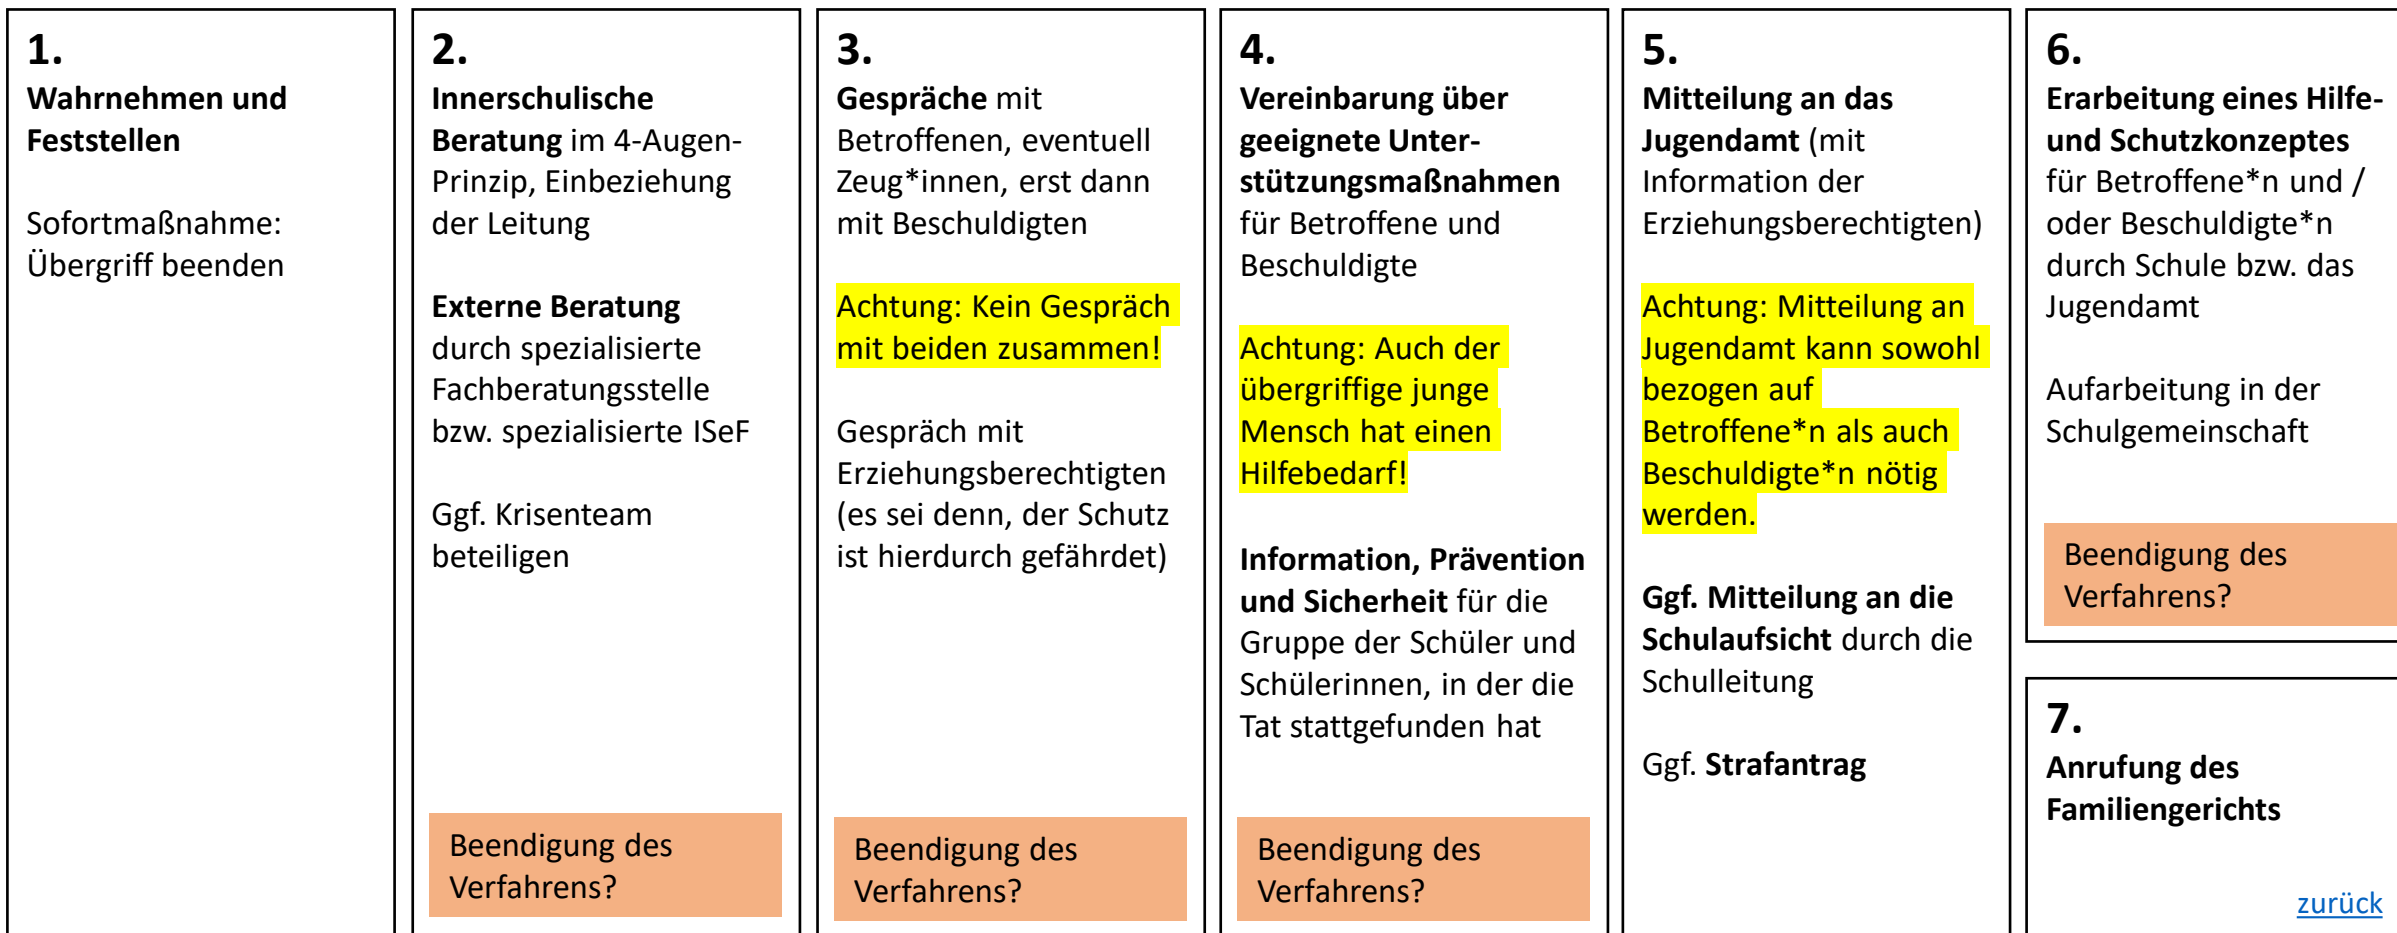 1.
Wahrnehmen und
Feststellen
Sofortmaßnahme:
Übergriff beenden
2.
Innerschulische
Beratung im 4-Augen-
Prinzip, Einbeziehung
der Leitung
Externe Beratung
durch spezialisierte
Fachberatungsstelle
bzw. spezialisierte ISeF
Ggf. Krisenteam
beteiligen
Beendigung des
Verfahrens?
3.
Gespräche mit
Betroffenen, eventuell
Zeug*innen, erst dann
mit Beschuldigten
Achtung: Kein Gespräch
mit beiden zusammen!
Gespräch mit
Erziehungsberechtigten
(es sei denn, der Schutz
ist hierdurch gefährdet)
Beendigung des
Verfahrens?
4.
Vereinbarung über
geeignete Unter-
stützungsmaßnahmen
für Betroffene und
Beschuldigte
Achtung: Auch der
übergriffige junge
Mensch hat einen
Hilfebedarf!
Information, Prävention
und Sicherheit für die
Gruppe der Schüler und
Schülerinnen, in der die
Tat stattgefunden hat
Beendigung des
Verfahrens?
5.
Mitteilung an das
Jugendamt (mit
Information der
Erziehungsberechtigten)
Achtung: Mitteilung an
Jugendamt kann sowohl
bezogen auf
Betroffene*n als auch
Beschuldigte*n nötig
werden.
Ggf. Mitteilung an die
Schulaufsicht durch die
Schulleitung
Ggf. Strafantrag
6.
Erarbeitung eines Hilfe-
und Schutzkonzeptes
für Betroffene*n und /
oder Beschuldigte*n
durch Schule bzw. das
Jugendamt
Aufarbeitung in der
Schulgemeinschaft
Beendigung des
Verfahrens?
7.
Anrufung des
Familiengerichts
zurück